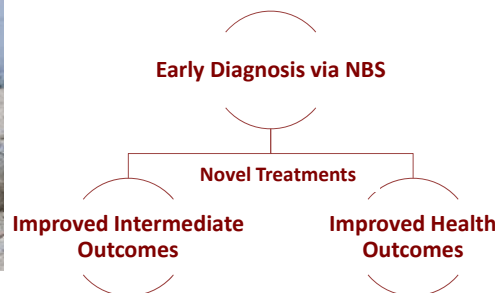 Early Diagnosis via NBS
Novel Treatments
Improved Intermediate
Outcomes
Improved Health
Outcomes